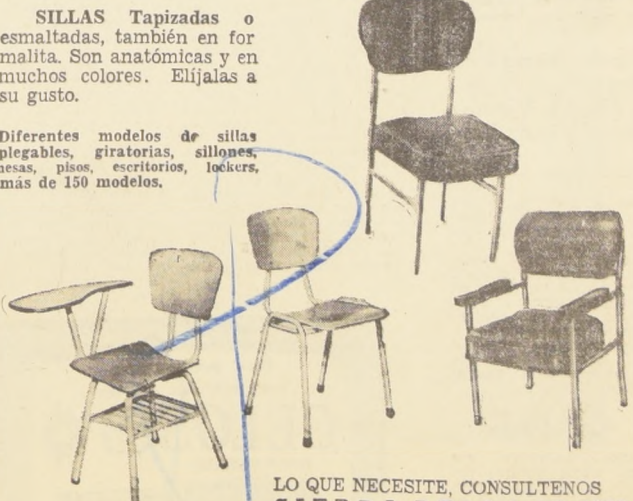 SILLAS Tapizadas o
esmaltadas, también en for
malita. Son anatómicas y en
muchos colores. Elíjalas a
su gusto.
Diferentes modelos de sillas
plegables, giratorias, sillones,
mesas, pisos, escritorios, lockers,
más de 150 modelos.
LO QUE NECESITE, CONSULTENOS